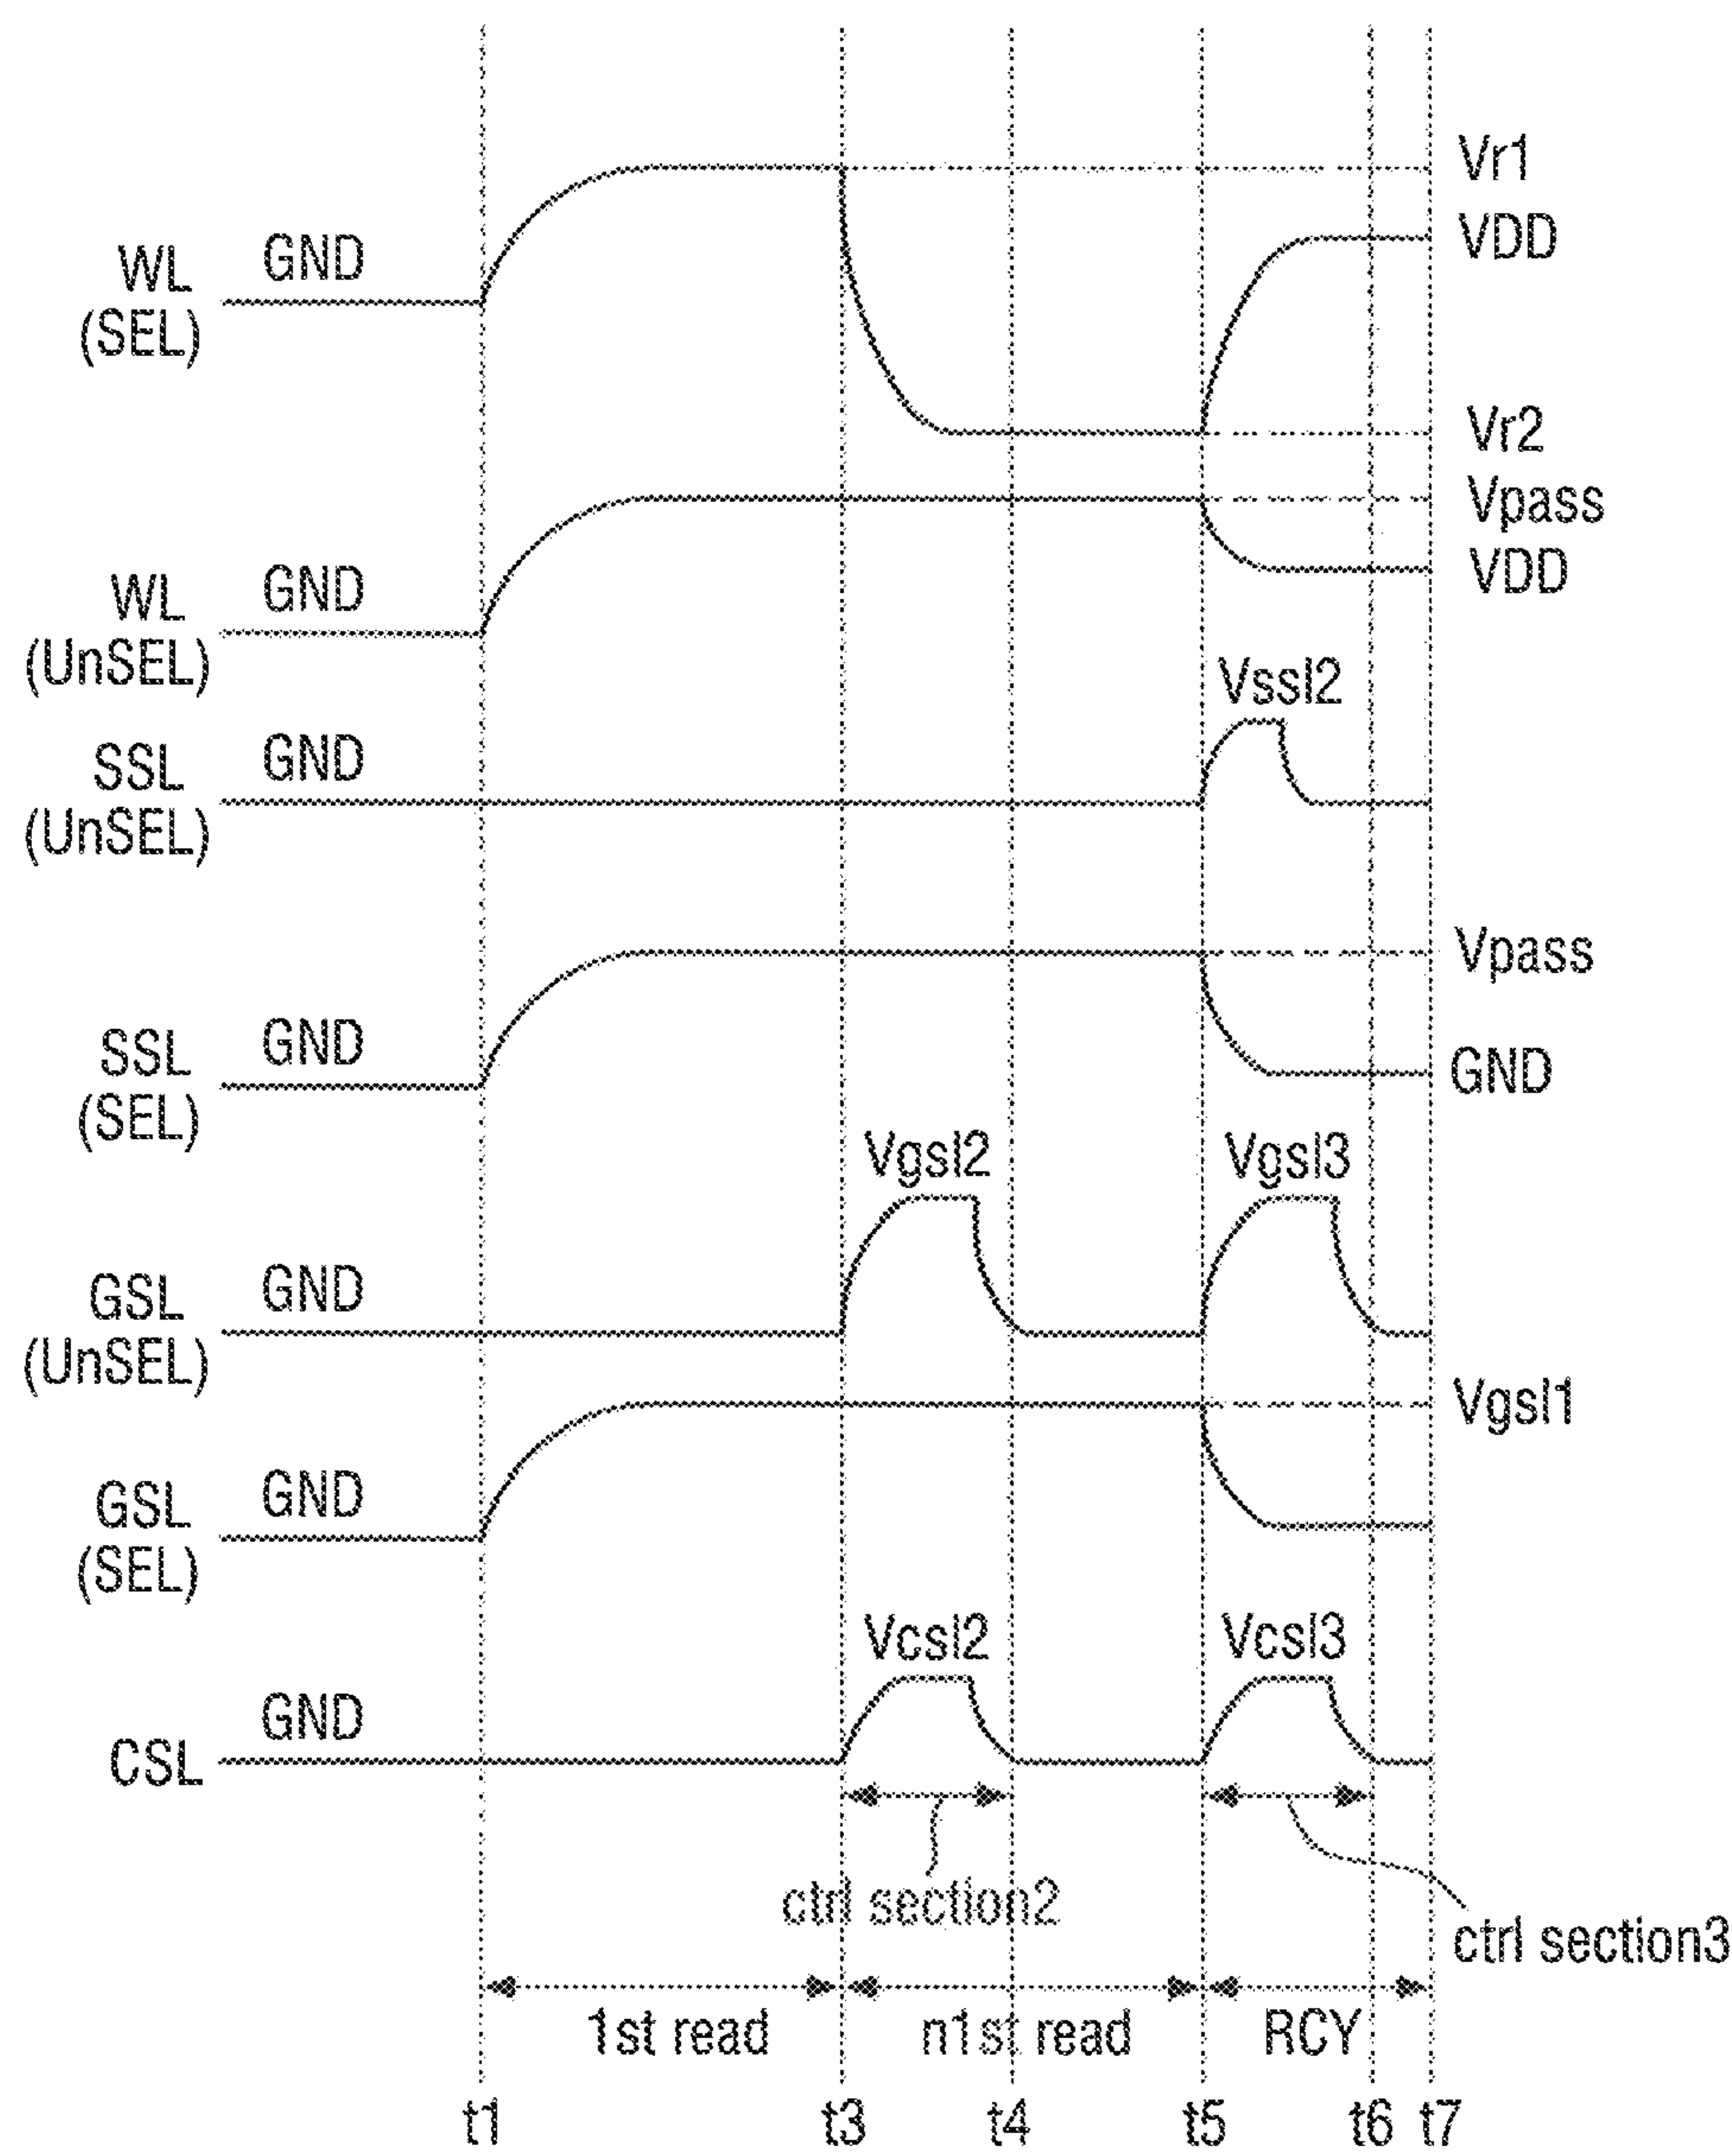 Vr1
VDD
WL
(SEL)
GND
Vr2
Vpass
VDD
WL
(UnSEL)
GND
Vssl2
SSL
(UnSEL)
GND
Vpass
SSL
(SEL)
GND
GND
Vgsl2
Vgsl3
GSL
(UnSEL)
GND
Vgsl1
GSL
(SEL)
GND
Vcsl2
Vcsl3
CSL
GND
ctrl section2
ctrl section3
1st read
n1st read
RCY
t1
t3
t4
t5
t6
t7